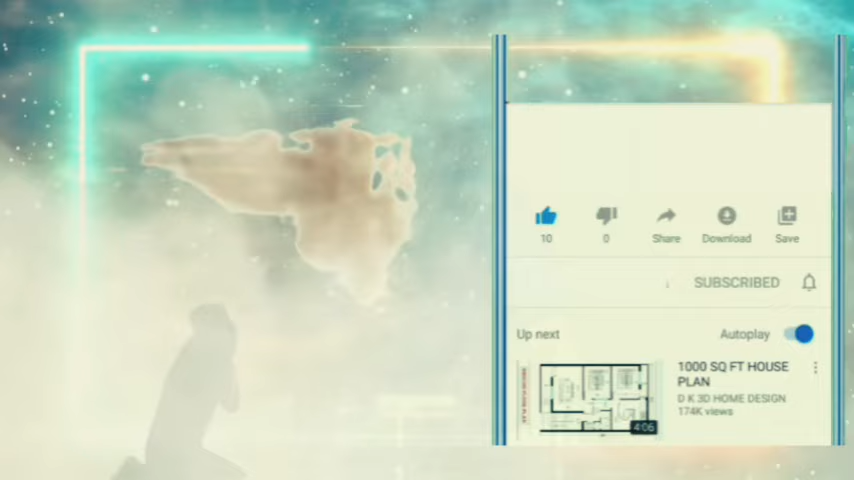 10
0
Share
Download
Save
SUBSCRIBED
Up next
Autoplay
1000 SQ FT HOUSE
PLAN
D K 3D HOME DESIGN
174K views
4:06